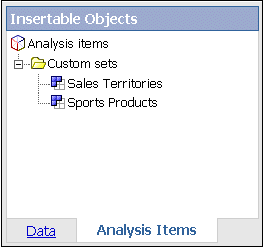 Insertable Objects
Analysis items
Custom sets
Sales Territories
Sports Products
Data
Analysis Items